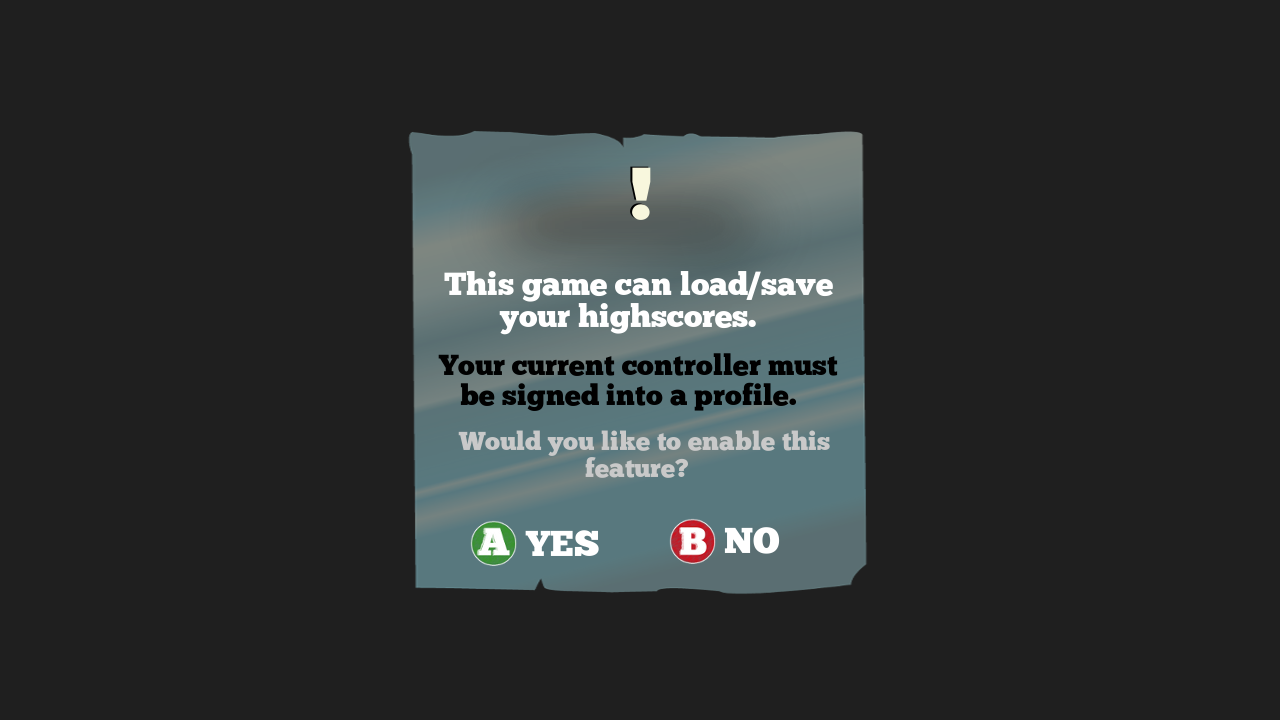 !
This game can load/save
your highscores.
Your current controller must
be signed into a profile.
Would you like to enable this
feature?
A YES B NO